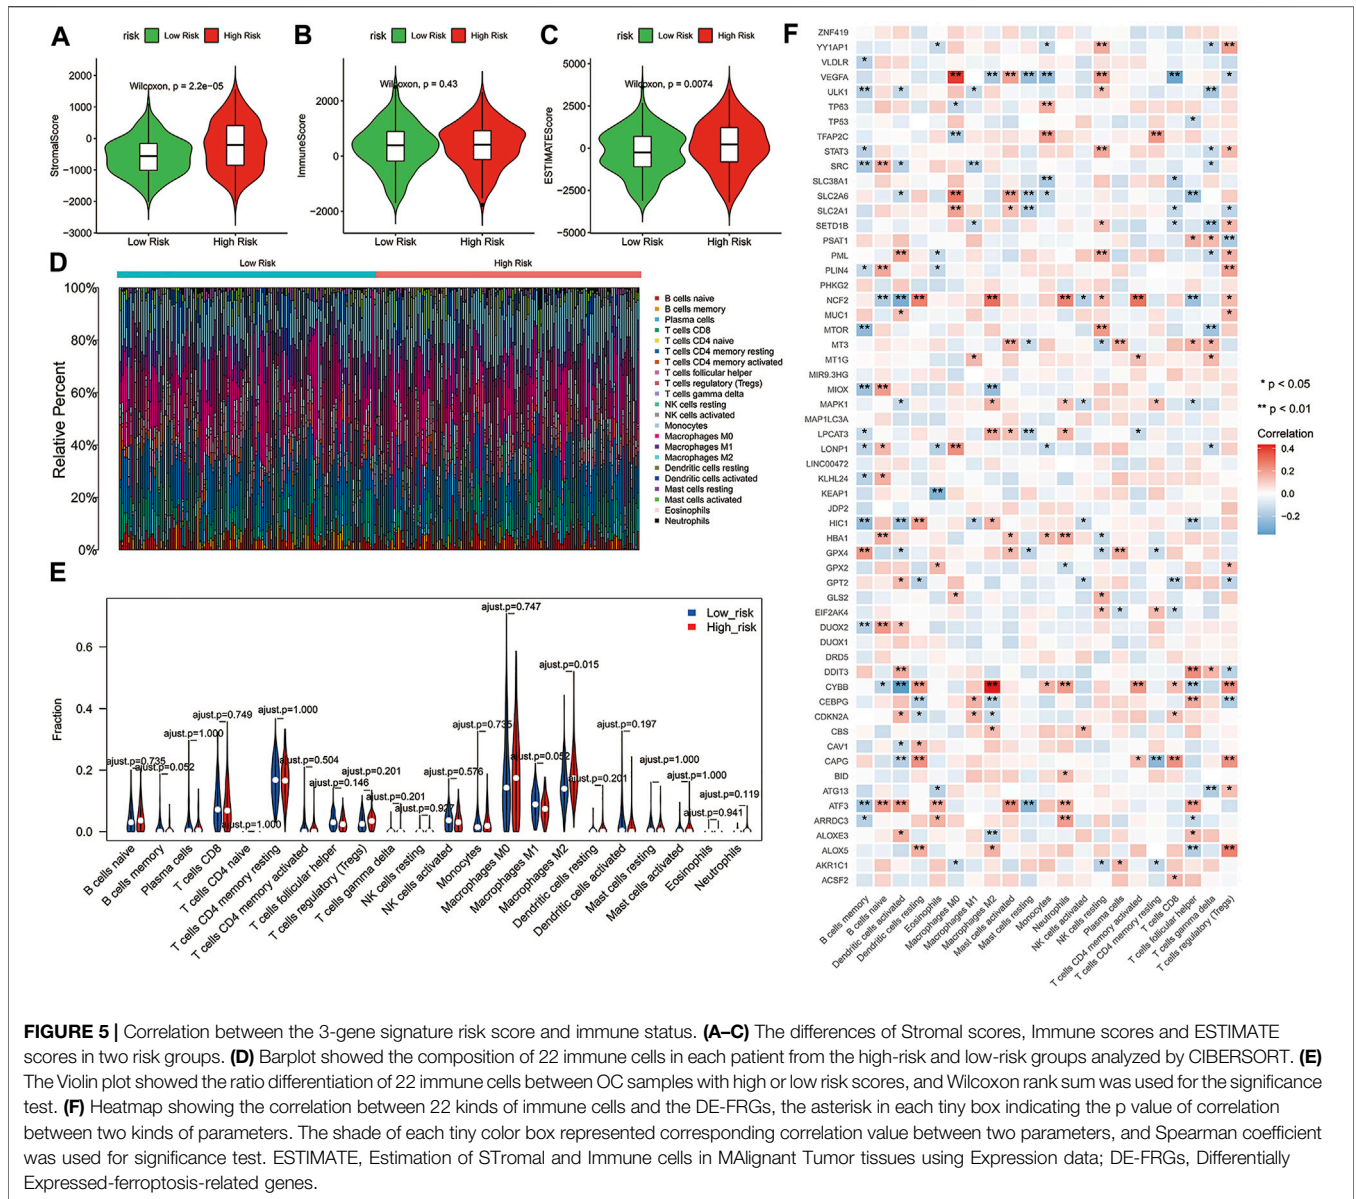 A
risk Low Risk High Risk
Wilcoxon, p = 2.2e-05
StromalScore
2000
1000
0
-1000
-2000
-3000
Low Risk High Risk
B
risk Low Risk High Risk
Wilcoxon, p = 0.43
ImmuneScore
2000
0
-2000
Low Risk High Risk
C
risk Low Risk High Risk
Wilcoxon, p = 0.0074
ESTIMATEScore
5000
2500
0
-2500
-5000
Low Risk High Risk
D
Low Risk High Risk
Relative Percent
100%
80%
60%
40%
20%
0%
B cells naive
B cells memory
Plasma cells
T cells CD8
T cells CD4 naive
T cells CD4 memory resting
T cells CD4 memory activated
T cells follicular helper
T cells regulatory (Tregs)
T cells gamma delta
NK cells resting
NK cells activated
Monocytes
Macrophages M0
Macrophages M1
Macrophages M2
Dendritic cells resting
Dendritic cells activated
Mast cells resting
Mast cells activated
Eosinophils
Neutrophils
E
Low_risk
High_risk
Fraction
0.6
0.4
0.2
0.0
ajust.p=0.735
ajust.p=0.052
ajust.p=1.000
ajust.p=0.749
ajust.p=1.000
ajust.p=1.000
ajust.p=0.504
ajust.p=0.146
ajust.p=0.201
ajust.p=0.201
ajust.p=0.927
ajust.p=0.576
ajust.p=0.735
ajust.p=0.747
ajust.p=0.052
ajust.p=0.015
ajust.p=0.201
ajust.p=0.197
ajust.p=1.000
ajust.p=1.000
ajust.p=0.941
ajust.p=0.119
B cells naive
B cells memory
Plasma cells
T cells CD8
T cells CD4 naive
T cells CD4 memory resting
T cells CD4 memory activated
T cells follicular helper
T cells regulatory (Tregs)
T cells gamma delta
NK cells resting
NK cells activated
Monocytes
Macrophages M0
Macrophages M1
Macrophages M2
Dendritic cells resting
Dendritic cells activated
Mast cells resting
Mast cells activated
Eosinophils
Neutrophils
F
ZNF419
YY1AP1
VLDLR
VEGFA
ULK1
TP63
TP53
TFAP2C
STAT3
SRC
SLC38A1
SLC2A6
SLC2A1
SETD1B
PSAT1
PML
PLIN4
PHKG2
NCF2
MUC1
MTOR
MT3
MT1G
MIR9.3HG
MIOX
MAPK1
MAP1LC3A
LPCAT3
LONP1
LINC00472
KLHL24
KEAP1
JDP2
HIC1
HBA1
GPX4
GPX2
GPT2
GLS2
EIF2AK4
DUOX2
DUOX1
DRD5
DDIT3
CYBB
CEBPG
CDKN2A
CBS
CAV1
CAPG
BID
ATG13
ATF3
ARRDC3
ALOXE3
ALOX5
AKR1C1
ACSF2
B cells memory
B cells naive
Dendritic cells activated
Dendritic cells resting
Eosinophils
Macrophages M0
Macrophages M1
Macrophages M2
Mast cells activated
Mast cells resting
Monocytes
Neutrophils
NK cells activated
NK cells resting
Plasma cells
T cells CD4 memory activated
T cells CD4 memory resting
T cells CD8
T cells follicular helper
T cells gamma delta
T cells regulatory (Tregs)
* p < 0.05
** p < 0.01
Correlation
0.4
0.2
0.0
-0.2
FIGURE 5 | Correlation between the 3-gene signature risk score and immune status. (A–C) The differences of Stromal scores, Immune scores and ESTIMATE
scores in two risk groups. (D) Barplot showed the composition of 22 immune cells in each patient from the high-risk and low-risk groups analyzed by CIBERSORT. (E)
The Violin plot showed the ratio differentiation of 22 immune cells between OC samples with high or low risk scores, and Wilcoxon rank sum was used for the significance
test. (F) Heatmap showing the correlation between 22 kinds of immune cells and the DE-FRGs, the asterisk in each tiny box indicating the p value of correlation
between two kinds of parameters. The shade of each tiny color box represented corresponding correlation value between two parameters, and Spearman coefficient
was used for significance test. ESTIMATE, Estimation of STromal and Immune cells in MAlignant Tumor tissues using Expression data; DE-FRGs, Differentially
Expressed-ferroptosis-related genes.